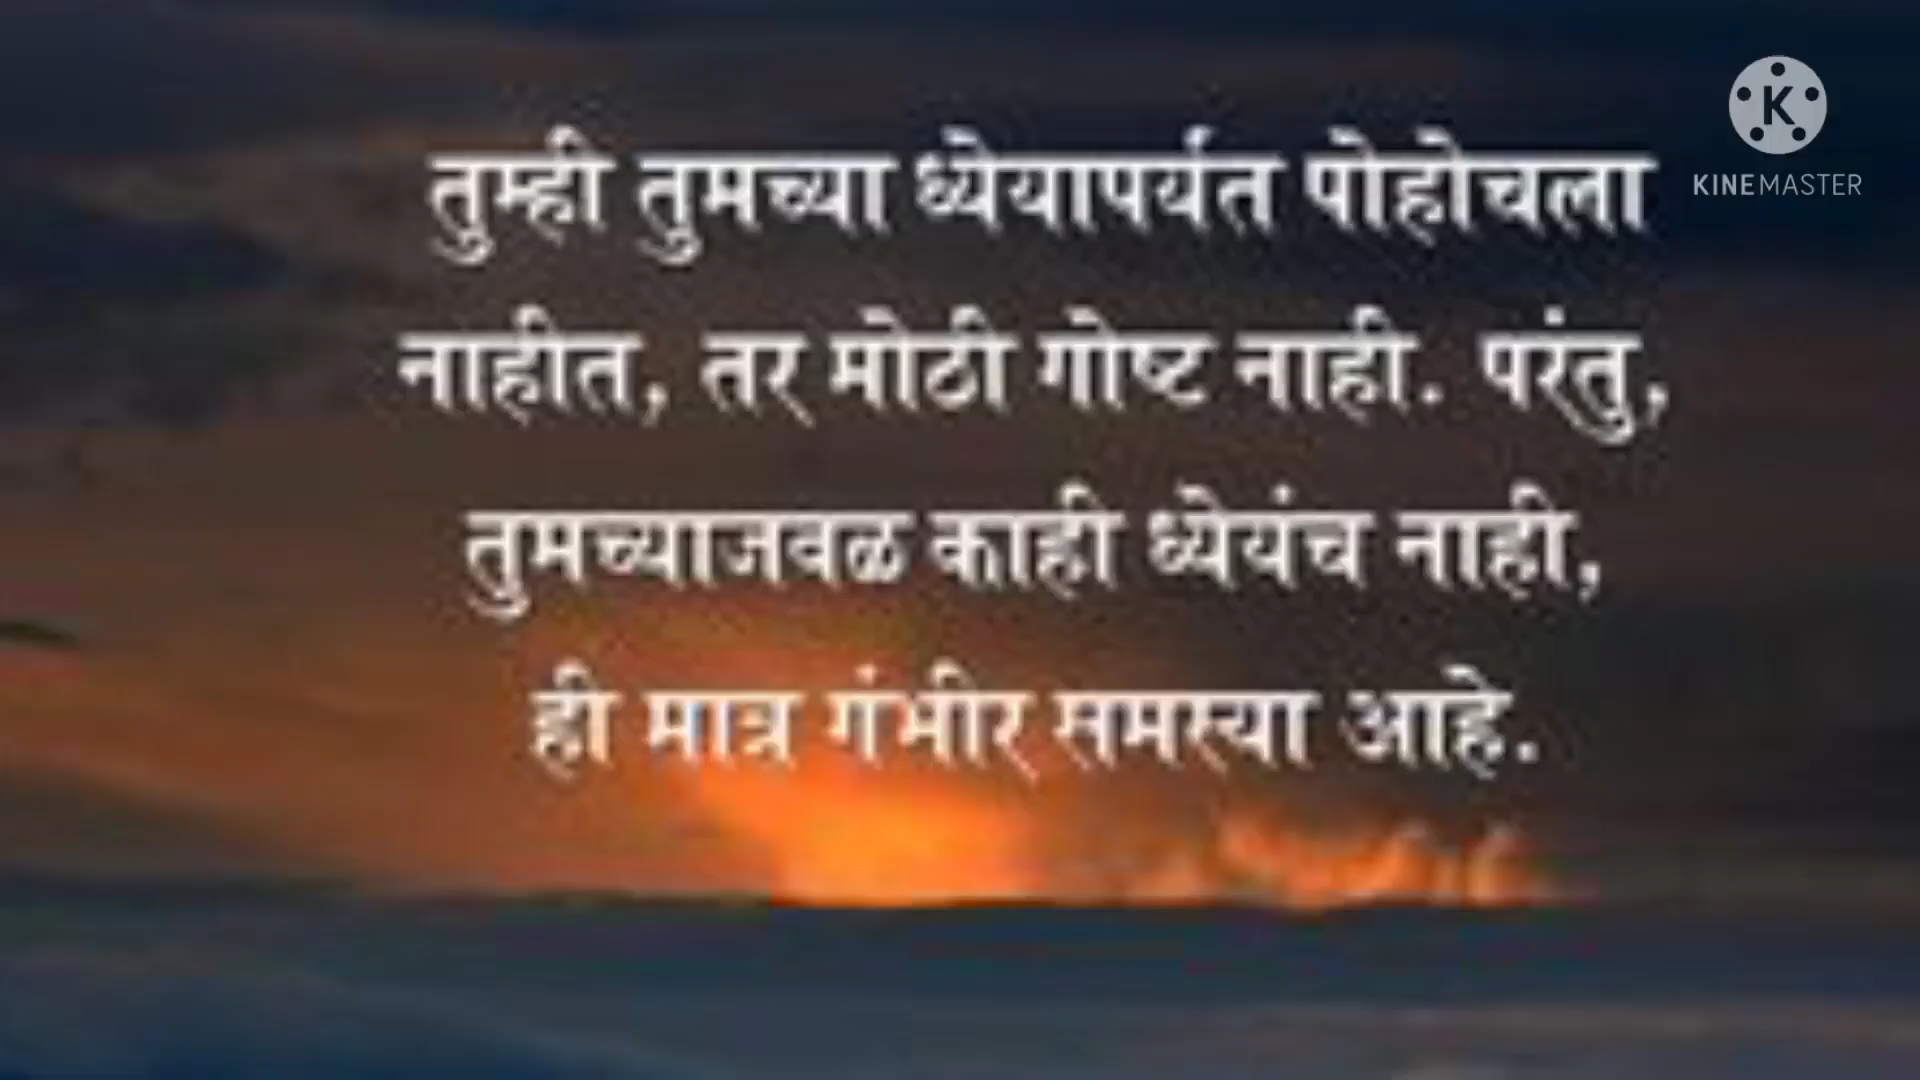 KINEMASTER
तुम्ही तुमच्या ध्येयापर्यंत पोहोचला
नाहीत, तर मोठी गोष्ट नाही. परंतु,
तुमच्याजवळ काही ध्येयंच नाही,
ही मात्र गंभीर समस्या आहे.